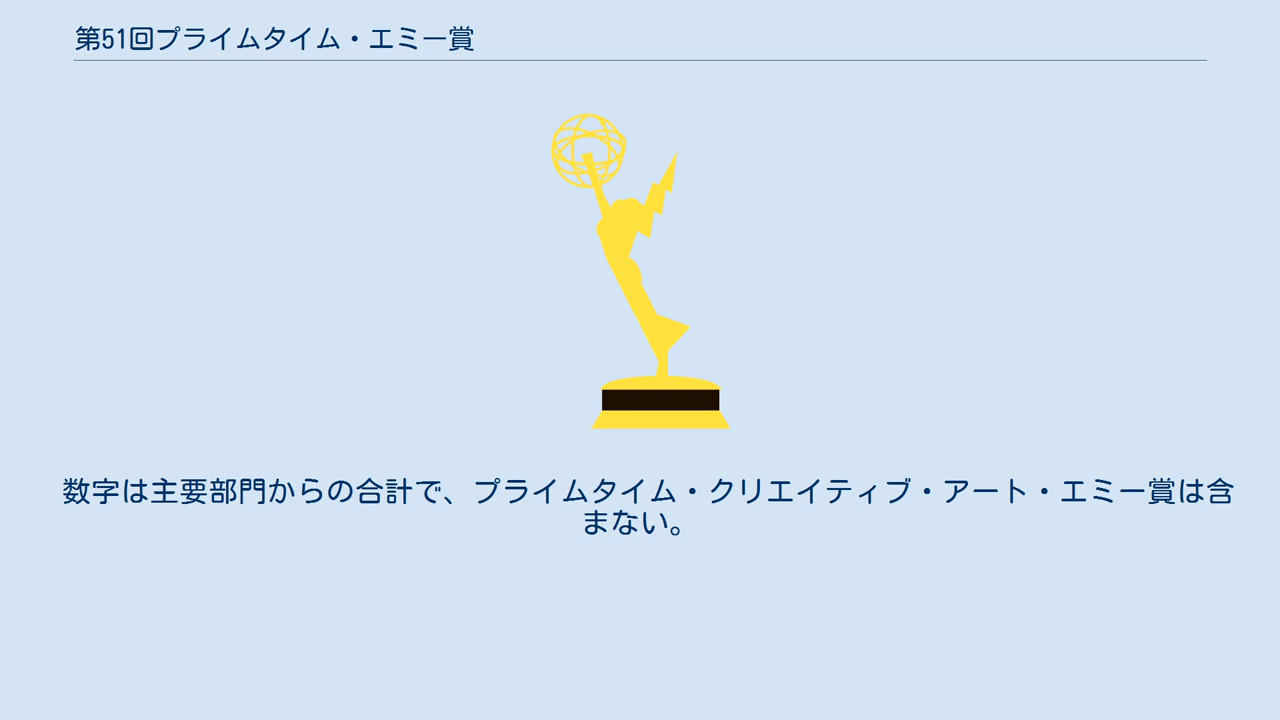 第51回プライムタイム・エミー賞
数字は主要部門からの合計で、プライムタイム・クリエイティブ・アート・エミー賞は含
まない。